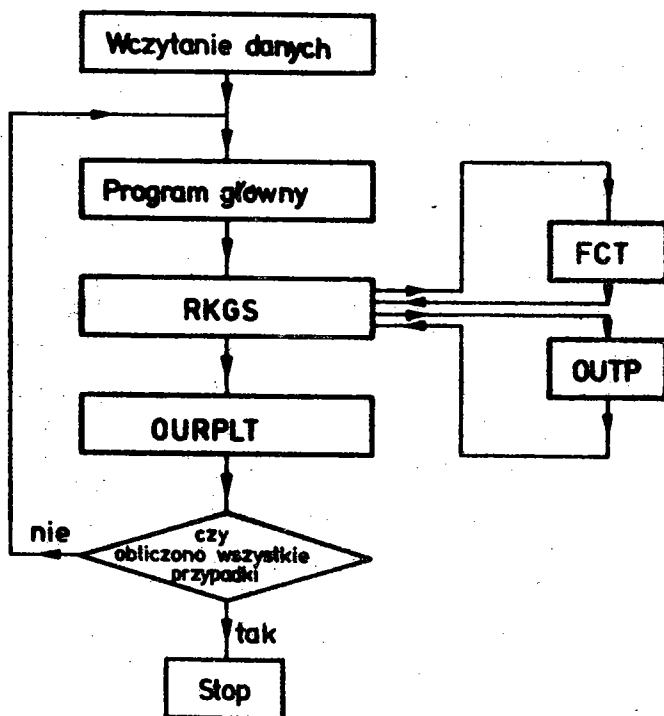 Wczytanie danych
Program główny
FCT
RKGS
OUTP
OURPLT
nie
czy
obliczono wszystkie
przypadki
tak
Stop